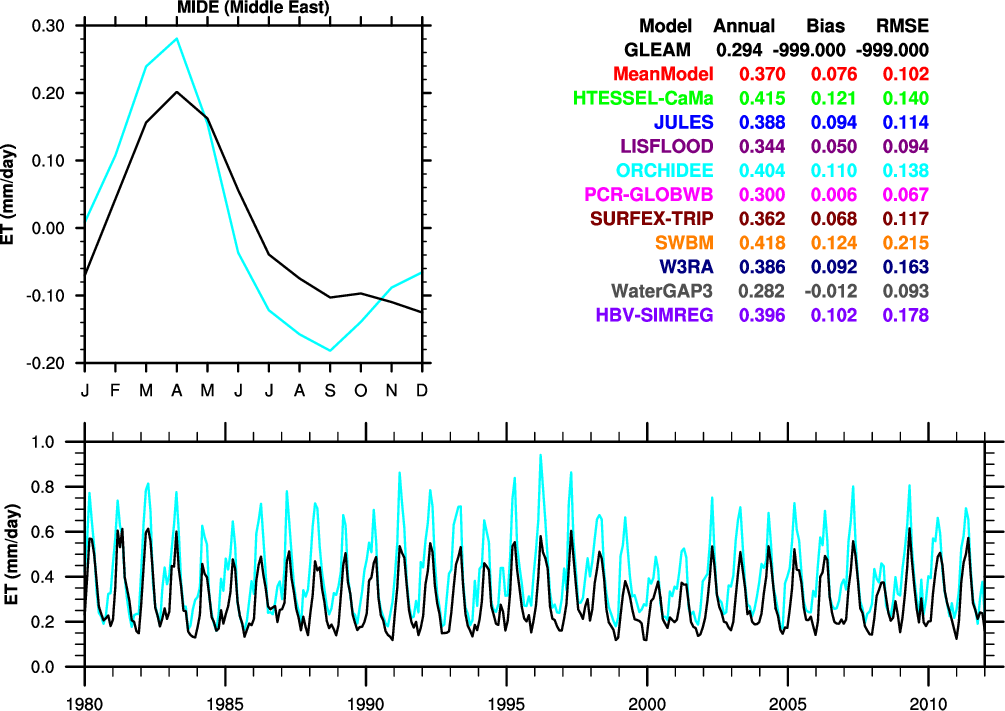 MIDE (Middle East)
0.30
0.20
0.10
0.00
-0.10
-0.20
ET (mm/day)
J F M A M J J A S O N D
Model Annual Bias RMSE
GLEAM 0.294 -999.000 -999.000
MeanModel 0.370 0.076 0.102
HTESSEL-CaMa 0.415 0.121 0.140
JULES 0.388 0.094 0.114
LISFLOOD 0.344 0.050 0.094
ORCHIDEE 0.404 0.110 0.138
PCR-GLOBWB 0.300 0.006 0.067
SURFEX-TRIP 0.362 0.068 0.117
SWBM 0.418 0.124 0.215
W3RA 0.386 0.092 0.163
WaterGAP3 0.282 -0.012 0.093
HBV-SIMREG 0.396 0.102 0.178
1.0
0.8
0.6
0.4
0.2
0.0
ET (mm/day)
1980 1985 1990 1995 2000 2005 2010